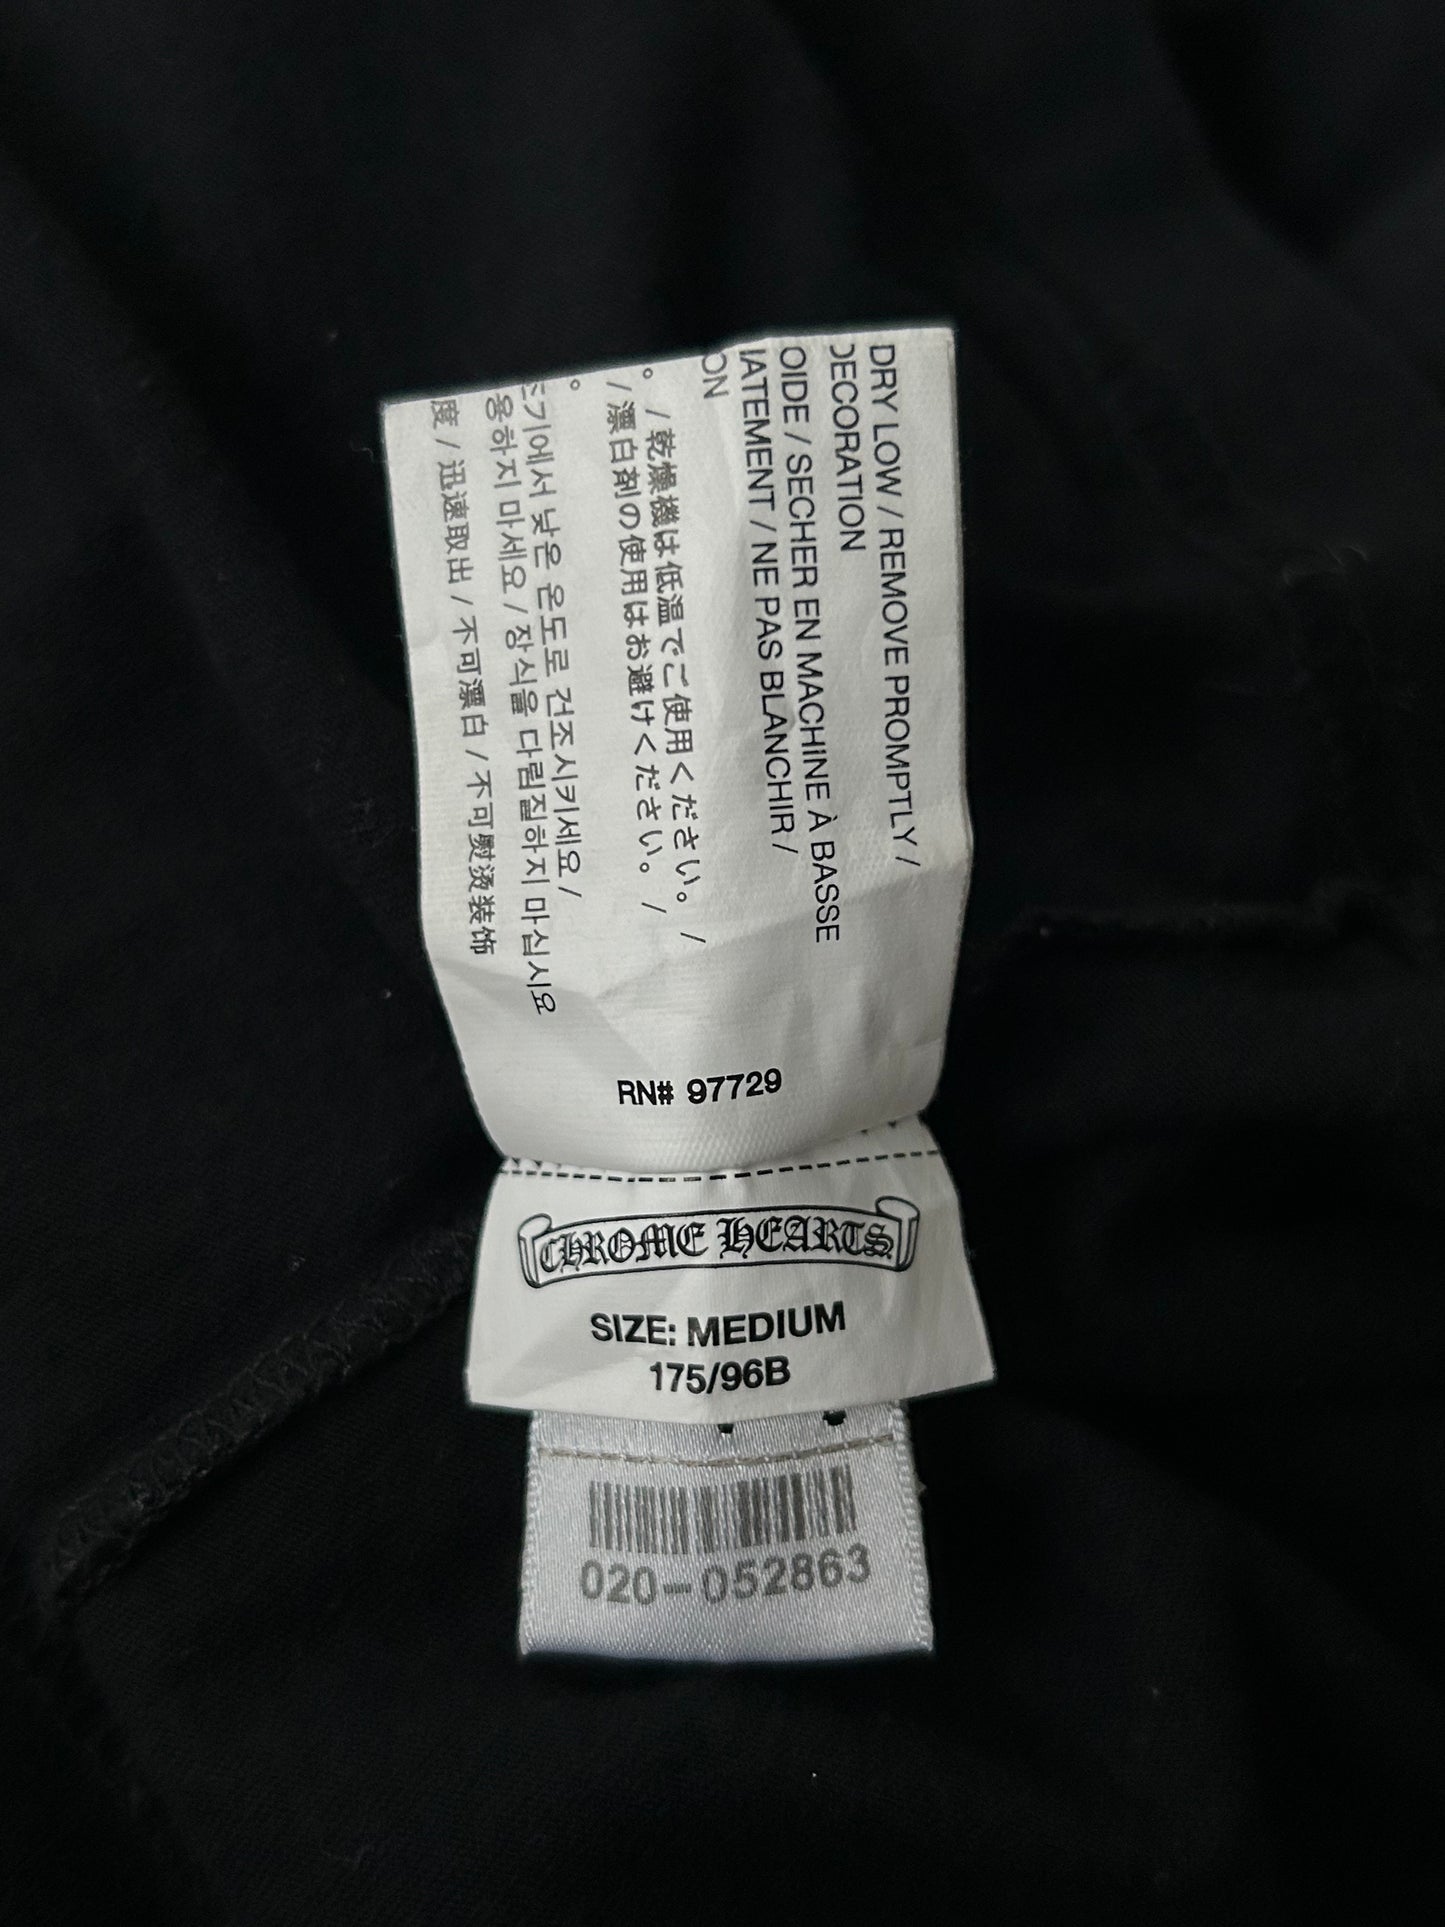 DRY LOW / REMOVE PROMPTLY /
DECORATION
OIDE / SECHER EN MACHINE À BASSE
IATEMENT / NE PAS BLANCHIR /
ON
。/ 乾燥機は低温でご使用ください。 /
/ 漂白剤の使用はお避けください。 /
。
조기에서 낮은 온도로 건조시키세요 /
용하지 마세요 / 장식을 다림질하지 마십시요
度 / 迅速取出 / 不可漂白 / 不可熨烫装饰
RN# 97729
CHROME HEARTS
SIZE: MEDIUM
175/96B
020-052863